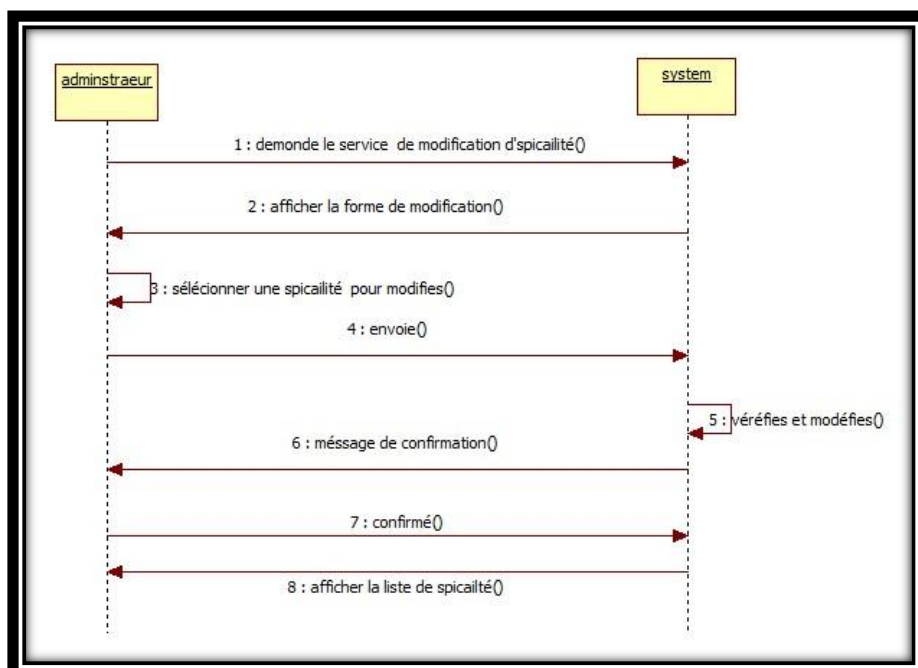 adminstraeur
system
1 : demonde le service de modification d'spicailité()
2 : afficher la forme de modification()
3 : sélécionner une spicailité pour modifies()
4 : envoie()
5 : véréfies et modéfies()
6 : méssage de confirmation()
7 : confirmé()
8 : afficher la liste de spicailté()